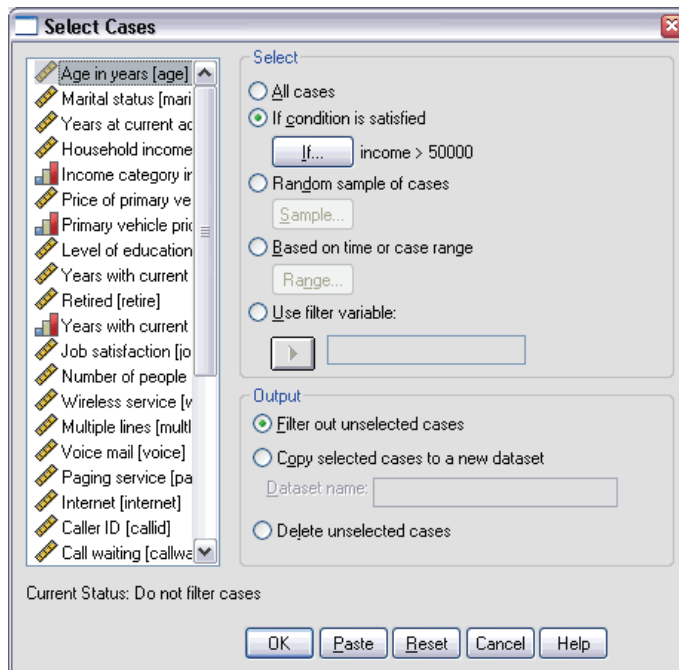 Select Cases
Age in years [age]
Marital status [mari
Years at current ac
Household income
Income category ir
Price of primary ve
Primary vehicle pric
Level of education
Years with current
Retired [retire]
Years with current
Job satisfaction [jo
Number of people
Wireless service [w
Multiple lines [multl
Voice mail [voice]
Paging service [pa
Internet [internet]
Caller ID [callid]
Call waiting [callwa
Select
All cases
If condition is satisfied
If... income > 50000
Random sample of cases
Sample...
Based on time or case range
Range...
Use filter variable:
Output
Filter out unselected cases
Copy selected cases to a new dataset
Dataset name:
Delete unselected cases
Current Status: Do not filter cases
OK Paste Reset Cancel Help